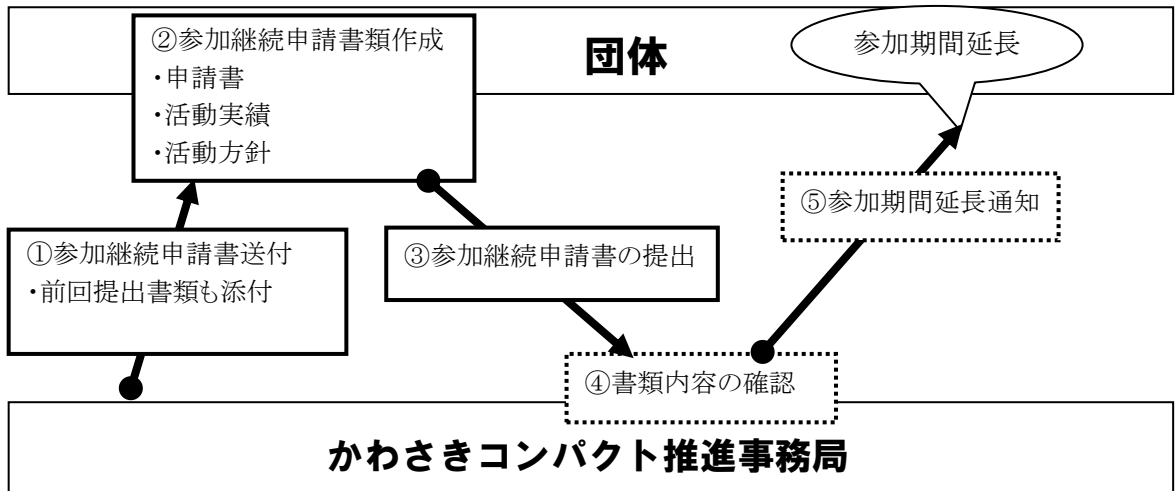 ②参加継続申請書類作成
・申請書
・活動実績
・活動方針
団体
参加期間延長
①参加継続申請書送付
・前回提出書類も添付
③参加継続申請書の提出
⑤参加期間延長通知
④書類内容の確認
かわさきコンパクト推進事務局